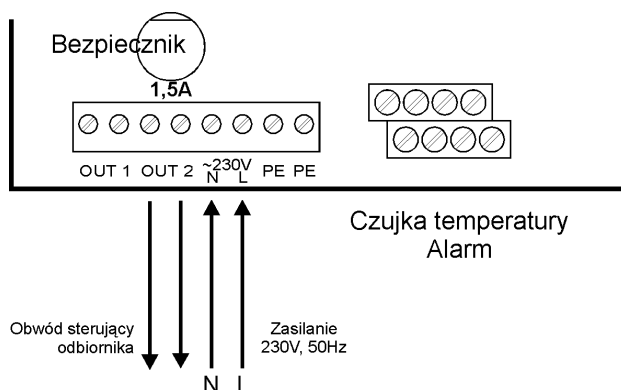 Bezpiecznik
1,5A
OUT 1 OUT 2 ~230V
N L PE PE
Czujka temperatury
Alarm
Obwód sterujący
odbiornika
Zasilanie
230V, 50Hz
N L